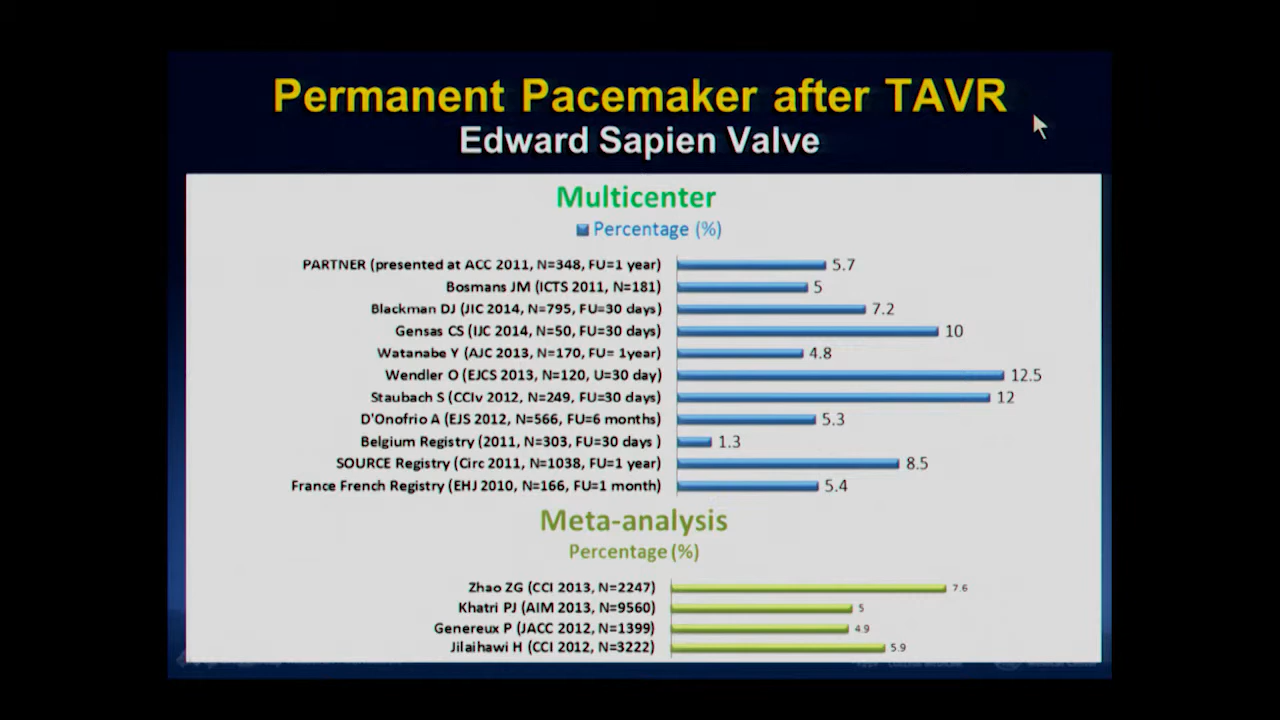 Permanent Pacemaker after TAVR
Edward Sapien Valve
Multicenter
Percentage (%)
PARTNER (presented at ACC 2011, N=348, FU=1 year) 5.7
Bosmans JM (ICTS 2011, N=181) 5
Blackman DJ (JIC 2014, N=795, FU=30 days) 7.2
Gensas CS (IJC 2014, N=50, FU=30 days) 10
Watanabe Y (AJC 2013, N=170, FU= 1year) 4.8
Wendler O (EJCS 2013, N=120, U=30 day) 12.5
Staubach S (CCIv 2012, N=249, FU=30 days) 12
D'Onofrio A (EJS 2012, N=566, FU=6 months) 5.3
Belgium Registry (2011, N=303, FU=30 days ) 1.3
SOURCE Registry (Circ 2011, N=1038, FU=1 year) 8.5
France French Registry (EHJ 2010, N=166, FU=1 month) 5.4
Meta-analysis
Percentage (%)
Zhao ZG (CCI 2013, N=2247) 7.6
Khatri PJ (AIM 2013, N=9560) 5
Genereux P (JACC 2012, N=1399) 4.9
Jilaihawi H (CCI 2012, N=3222) 5.9